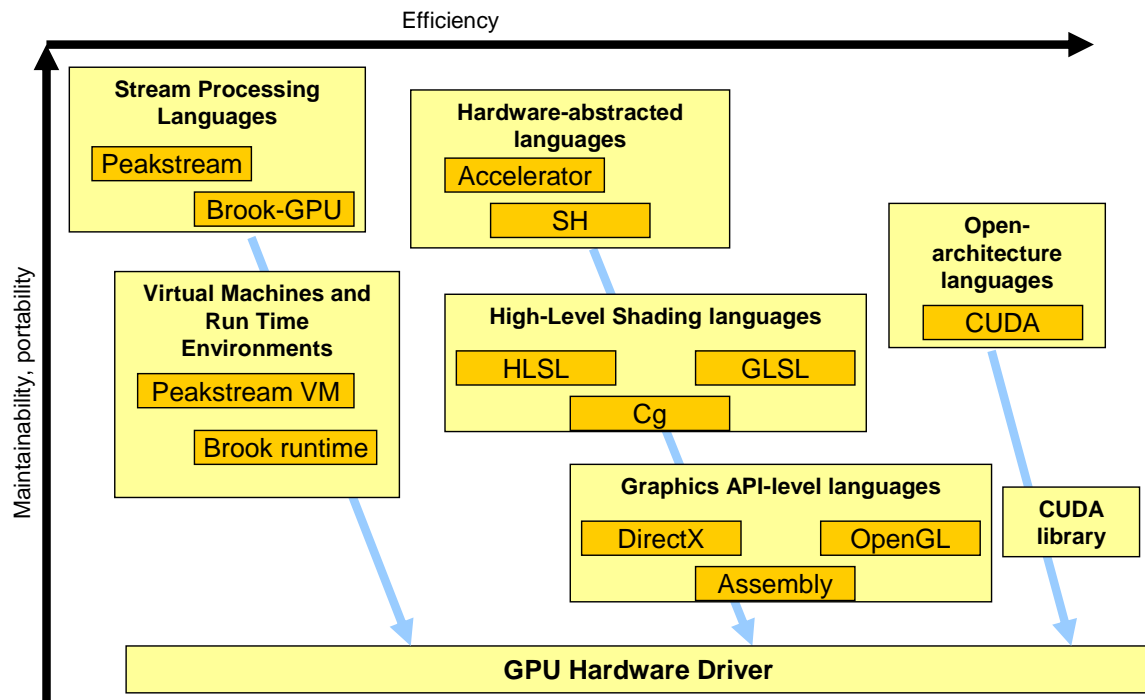 Efficiency
Maintainability, portability
Stream Processing
Languages
Peakstream
Brook-GPU
Hardware-abstracted
languages
Accelerator
SH
Open-
architecture
languages
CUDA
Virtual Machines and
Run Time
Environments
Peakstream VM
Brook runtime
High-Level Shading languages
HLSL
GLSL
Cg
Graphics API-level languages
DirectX
OpenGL
Assembly
CUDA
library
GPU Hardware Driver